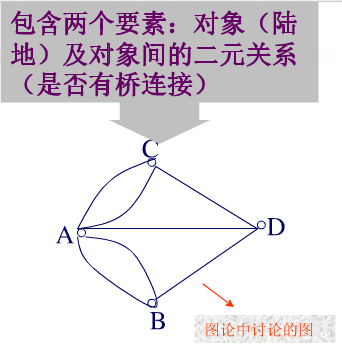 包含两个要素：对象（陆
地）及对象间的二元关系
（是否有桥连接）
C
A
D
B
图论中讨论的图